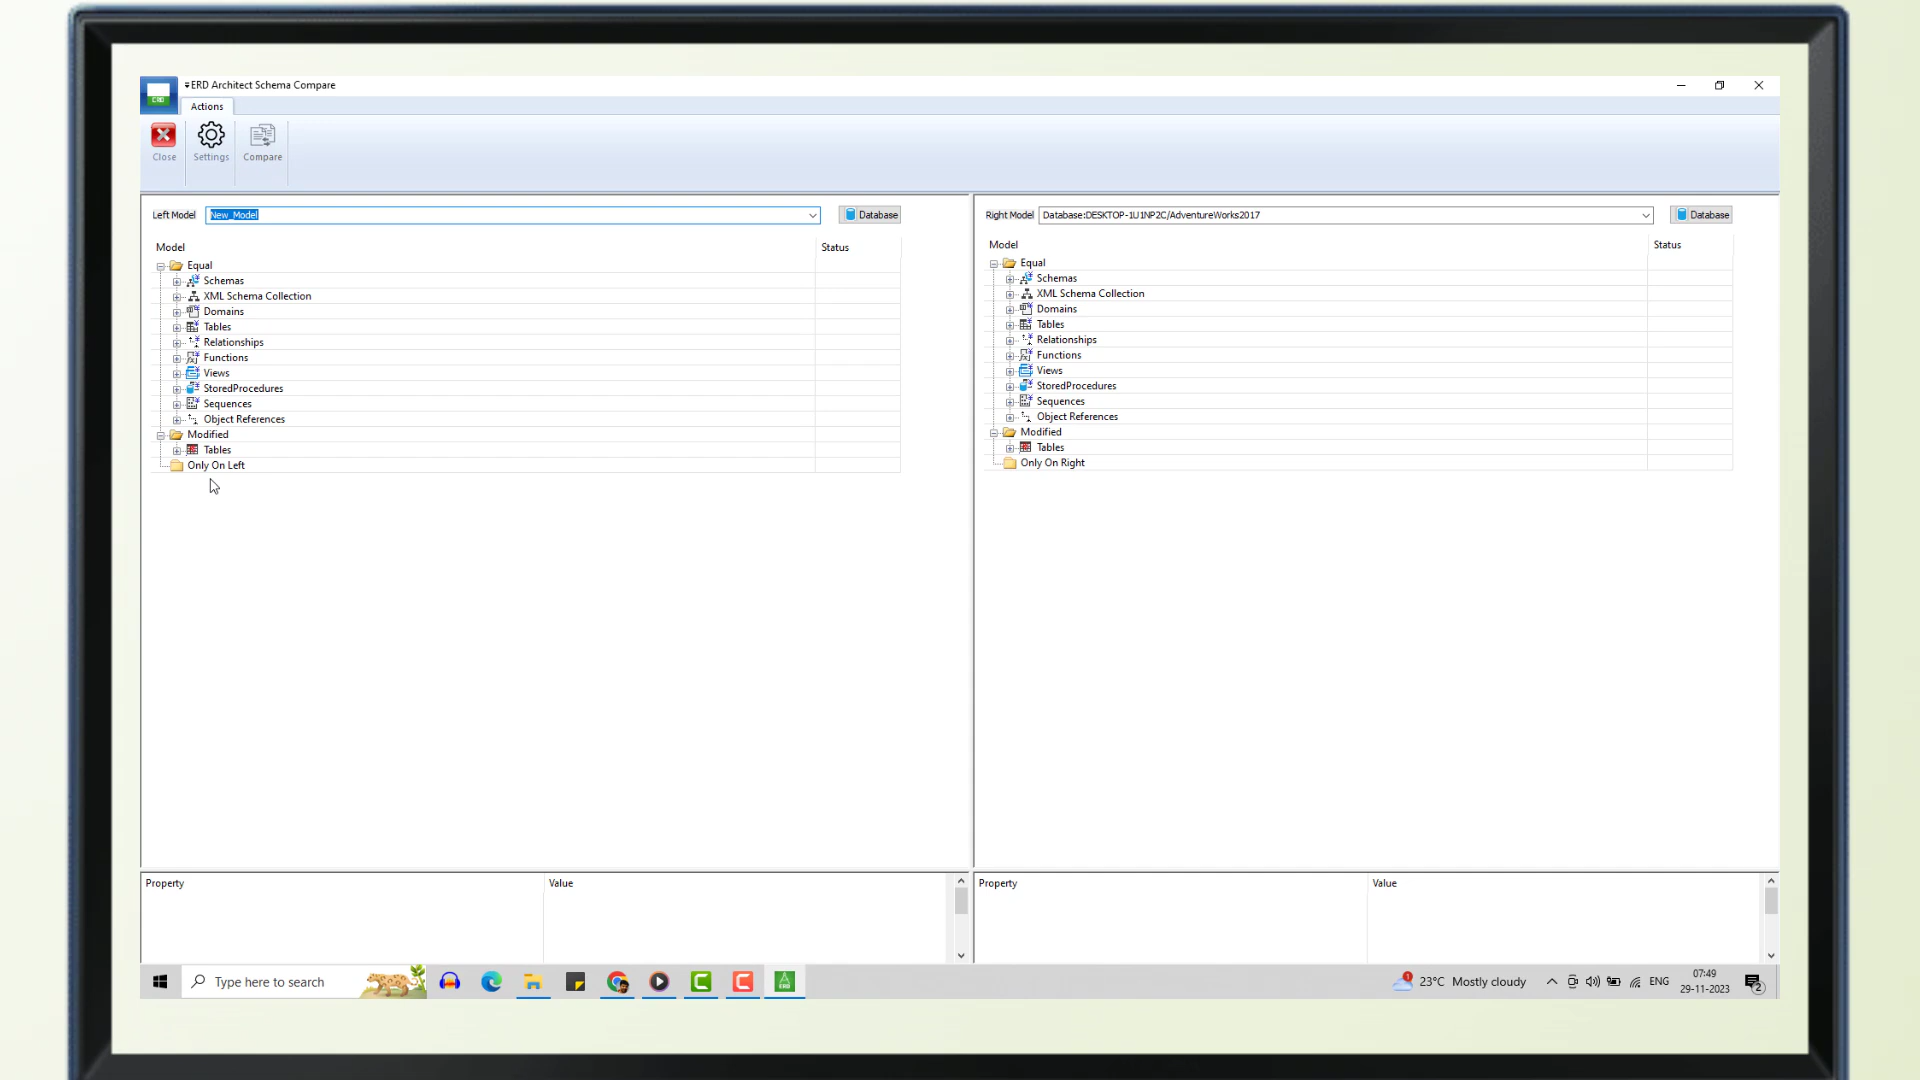 ERD Architect Schema Compare
ERD
Actions
Close
Settings
Compare
Left Model
New_Model
Database
Model
Status
Equal
Schemas
XML Schema Collection
Domains
Tables
Relationships
Functions
Views
StoredProcedures
Sequences
Object References
Modified
Tables
Only On Left
Right Model
Database:DESKTOP-1U1NP2C/AdventureWorks2017
Database
Model
Status
Equal
Schemas
XML Schema Collection
Domains
Tables
Relationships
Functions
Views
StoredProcedures
Sequences
Object References
Modified
Tables
Only On Right
Property
Value
Property
Value
Type here to search
ERD
1
23°C Mostly cloudy
ENG
07:49
29-11-2023
2